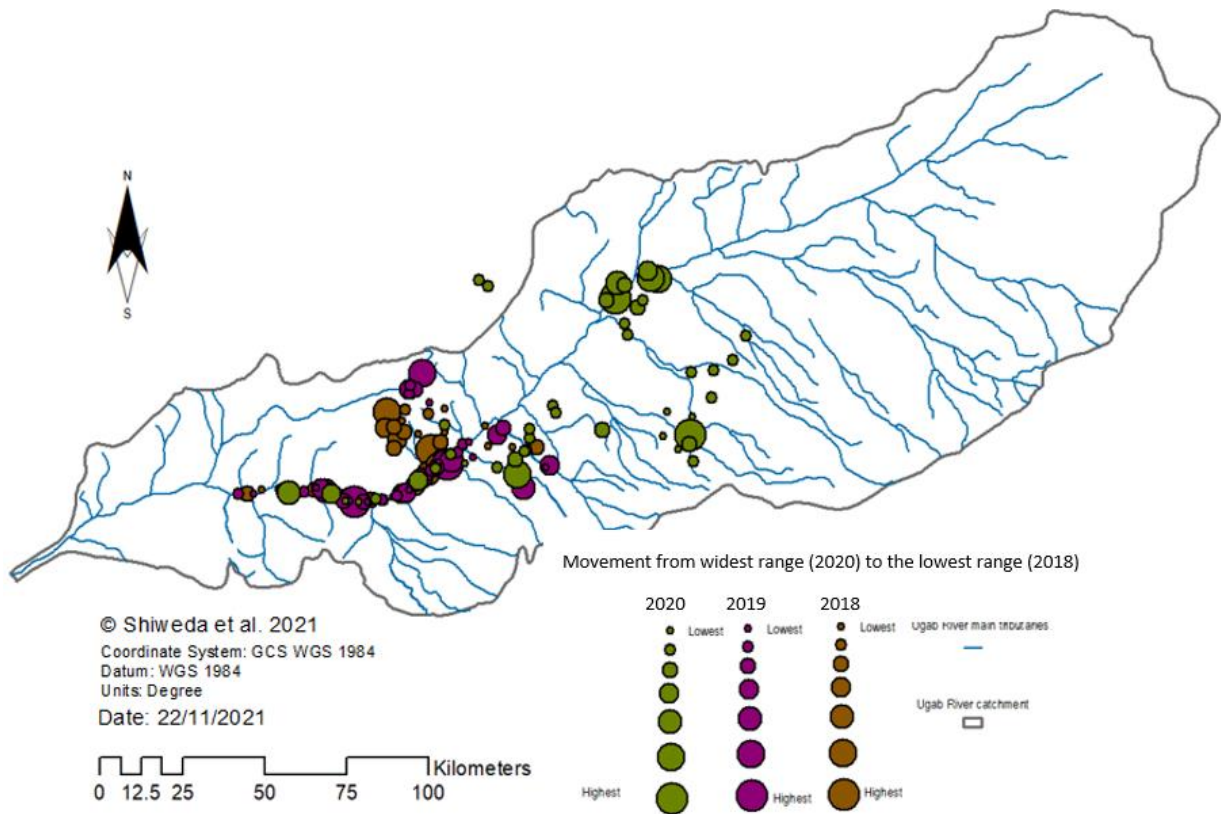 N
S
Movement from widest range (2020) to the lowest range (2018)
2020 2019 2018
Lowest Lowest Lowest
Ugab River main tributaries
Ugab River catchment
Highest Highest Highest
© Shiweda et al. 2021
Coordinate System: GCS WGS 1984
Datum: WGS 1984
Units: Degree
Date: 22/11/2021
Kilometers
0 12.5 25 50 75 100